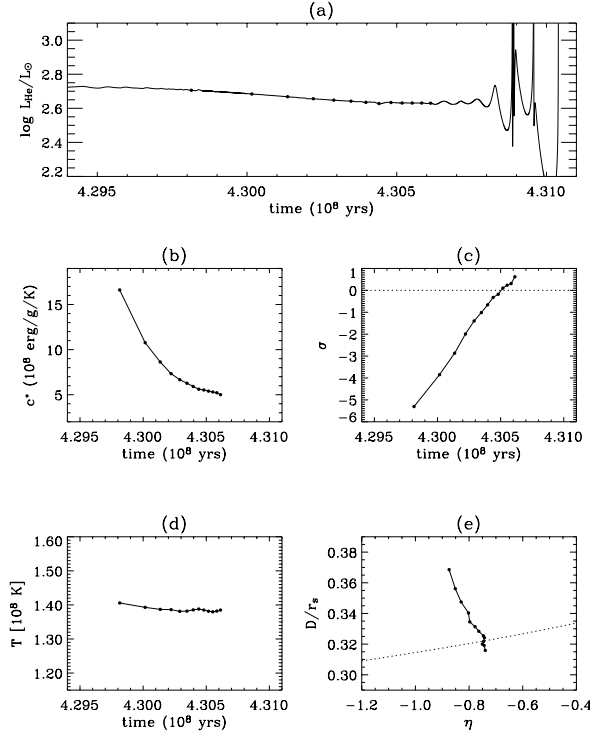 (a)
3.0
2.8
2.6
2.4
2.2
log L_He/L_⊙
4.295 4.300 4.305 4.310
time (10^8 yrs)
(b)
15
10
5
c* (10^8 erg/g/K)
4.295 4.300 4.305 4.310
time (10^8 yrs)
(c)
1
0
−1
−2
−3
−4
−5
−6
σ
4.295 4.300 4.305 4.310
time (10^8 yrs)
(d)
1.60
1.50
1.40
1.30
1.20
T [10^8 K]
4.295 4.300 4.305 4.310
time (10^8 yrs)
(e)
0.38
0.36
0.34
0.32
0.30
D/r_s
−1.2 −1.0 −0.8 −0.6 −0.4
η